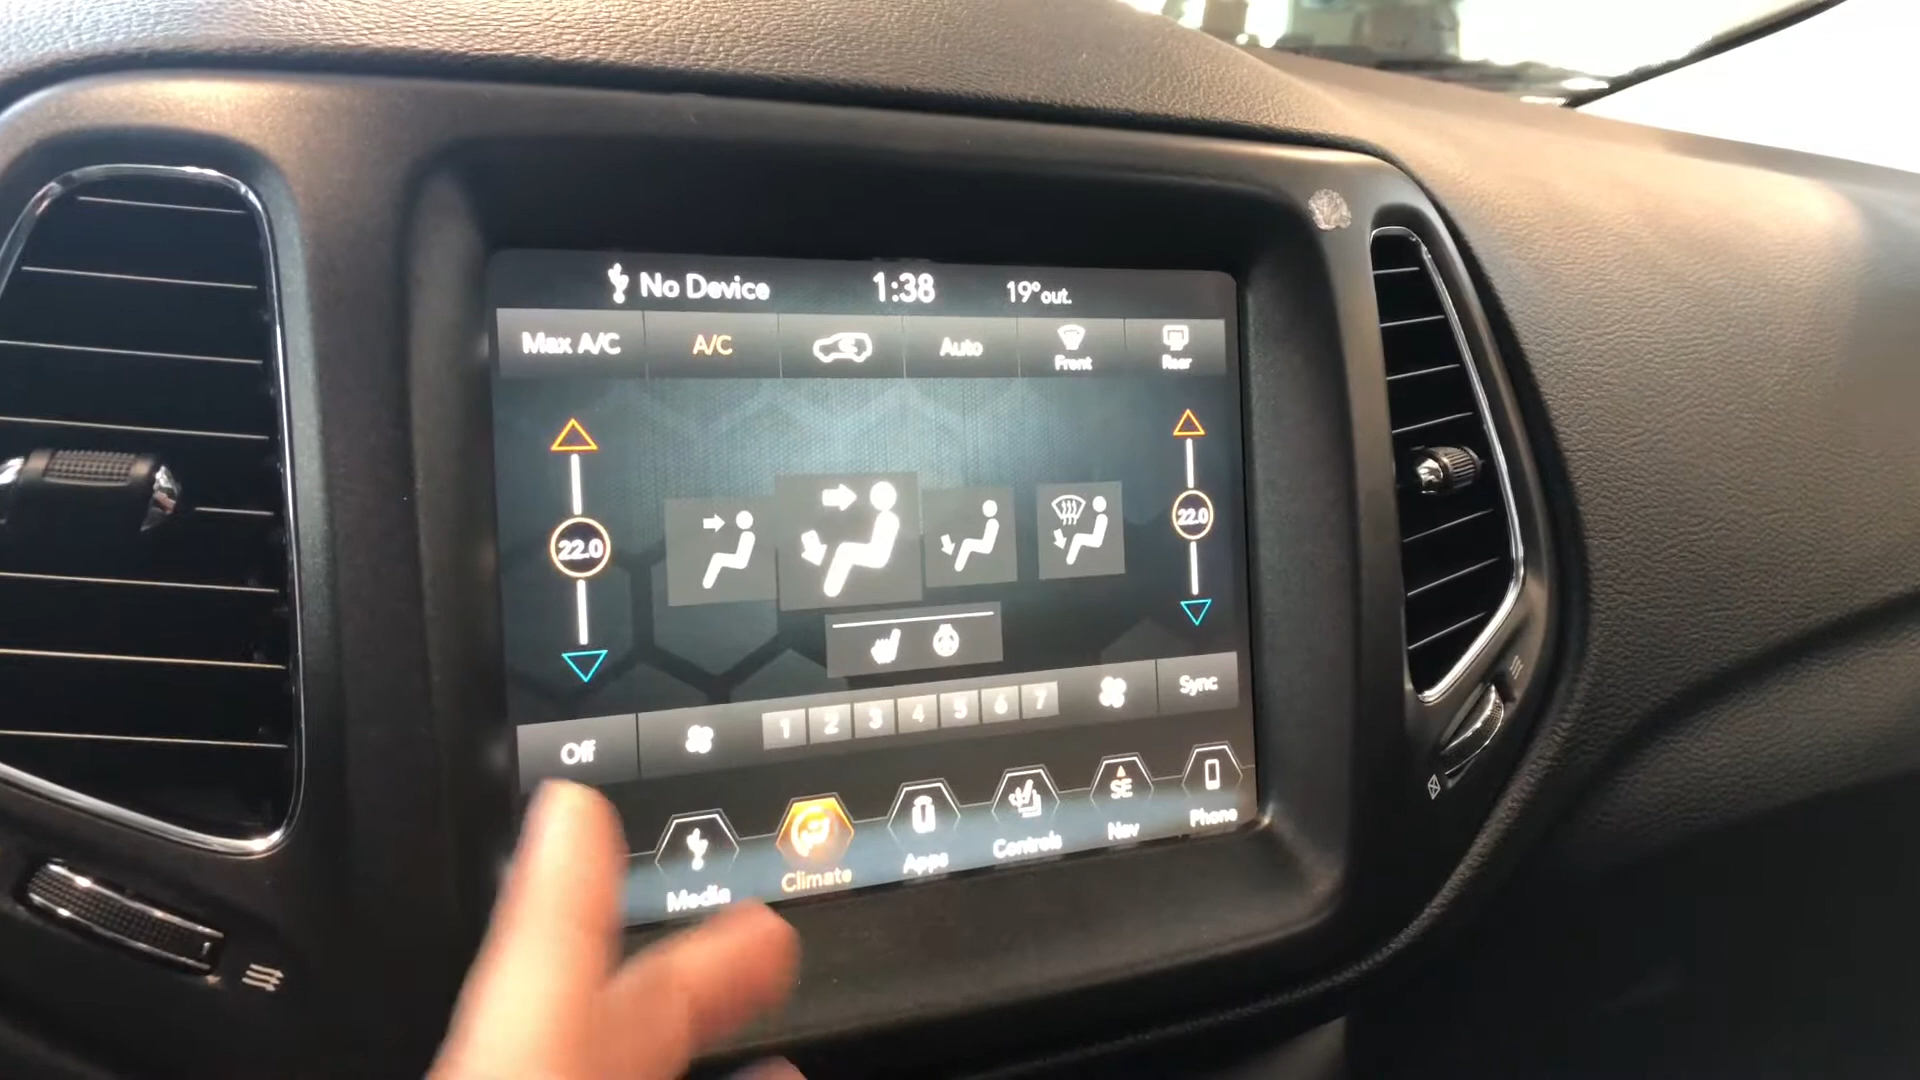 No Device 1:38 19° out.
Max A/C A/C Auto Front Rear
22.0 22.0
Off 1 2 3 4 5 6 7 Sync
SE
Media Climate Apps Controls Nav Phone